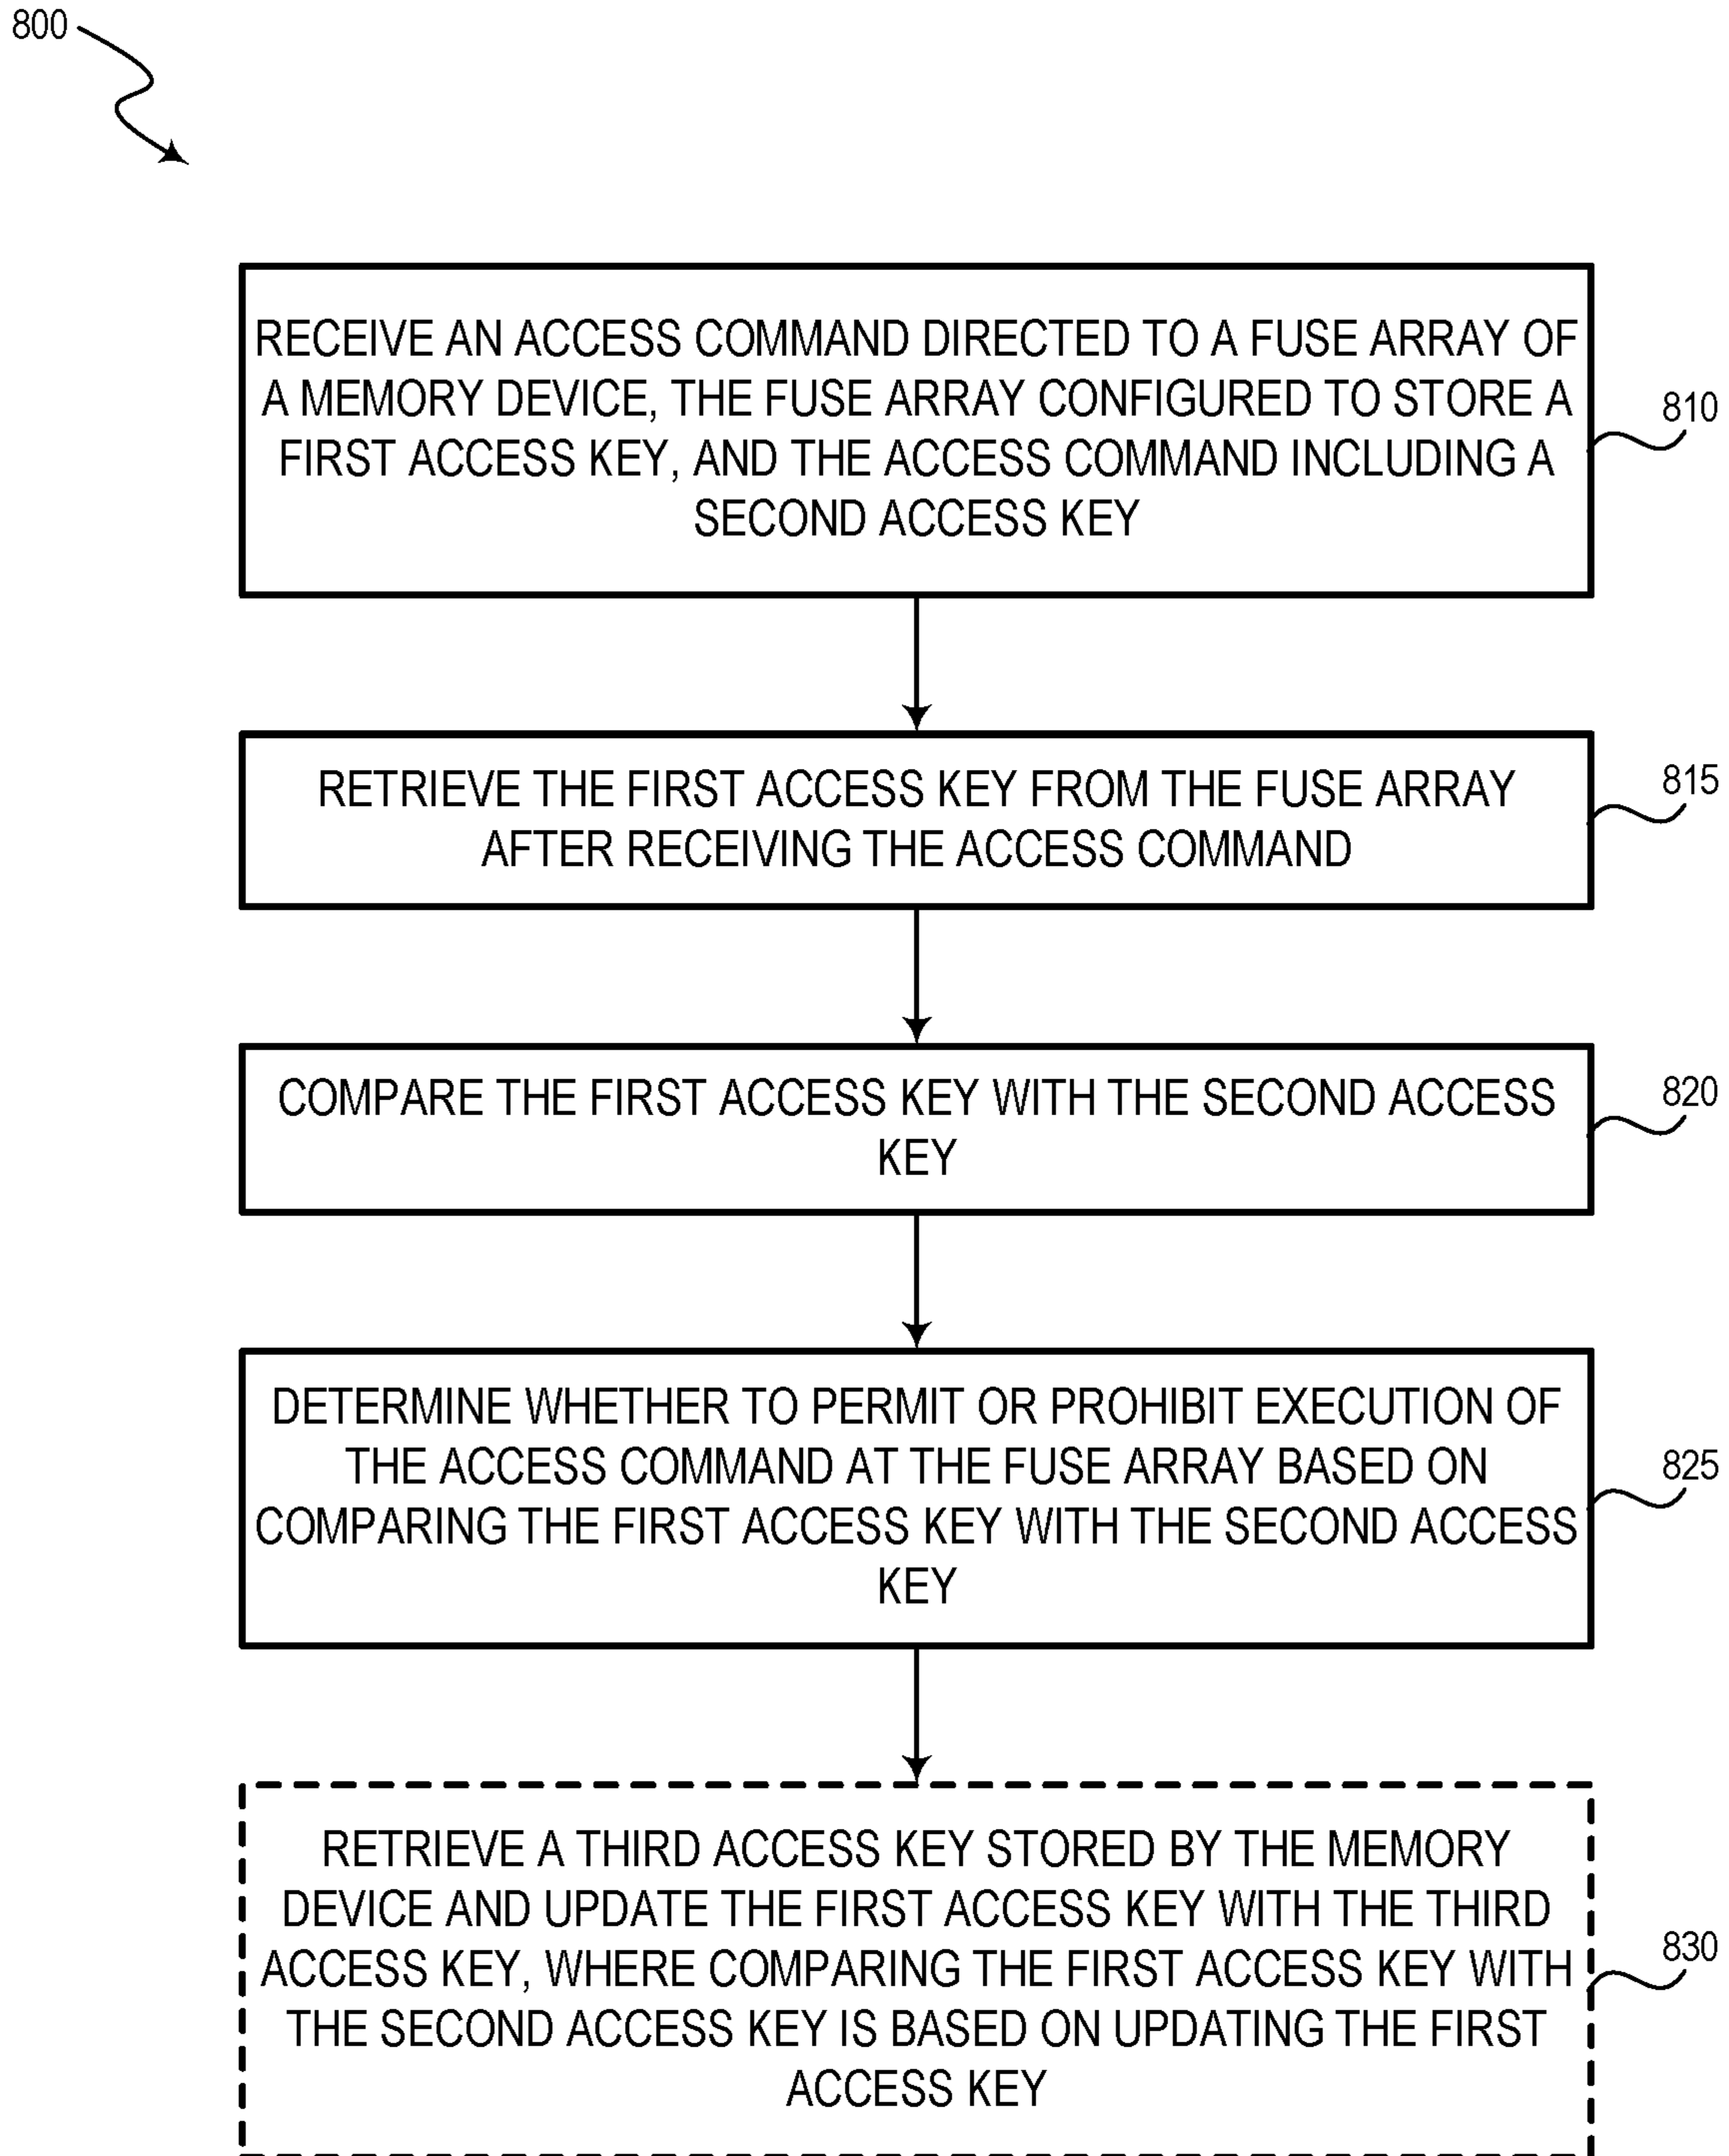 800
RECEIVE AN ACCESS COMMAND DIRECTED TO A FUSE ARRAY OF
A MEMORY DEVICE, THE FUSE ARRAY CONFIGURED TO STORE A
FIRST ACCESS KEY, AND THE ACCESS COMMAND INCLUDING A
SECOND ACCESS KEY
810
RETRIEVE THE FIRST ACCESS KEY FROM THE FUSE ARRAY
AFTER RECEIVING THE ACCESS COMMAND
815
COMPARE THE FIRST ACCESS KEY WITH THE SECOND ACCESS
KEY
820
DETERMINE WHETHER TO PERMIT OR PROHIBIT EXECUTION OF
THE ACCESS COMMAND AT THE FUSE ARRAY BASED ON
COMPARING THE FIRST ACCESS KEY WITH THE SECOND ACCESS
KEY
825
RETRIEVE A THIRD ACCESS KEY STORED BY THE MEMORY
DEVICE AND UPDATE THE FIRST ACCESS KEY WITH THE THIRD
ACCESS KEY, WHERE COMPARING THE FIRST ACCESS KEY WITH
THE SECOND ACCESS KEY IS BASED ON UPDATING THE FIRST
ACCESS KEY
830